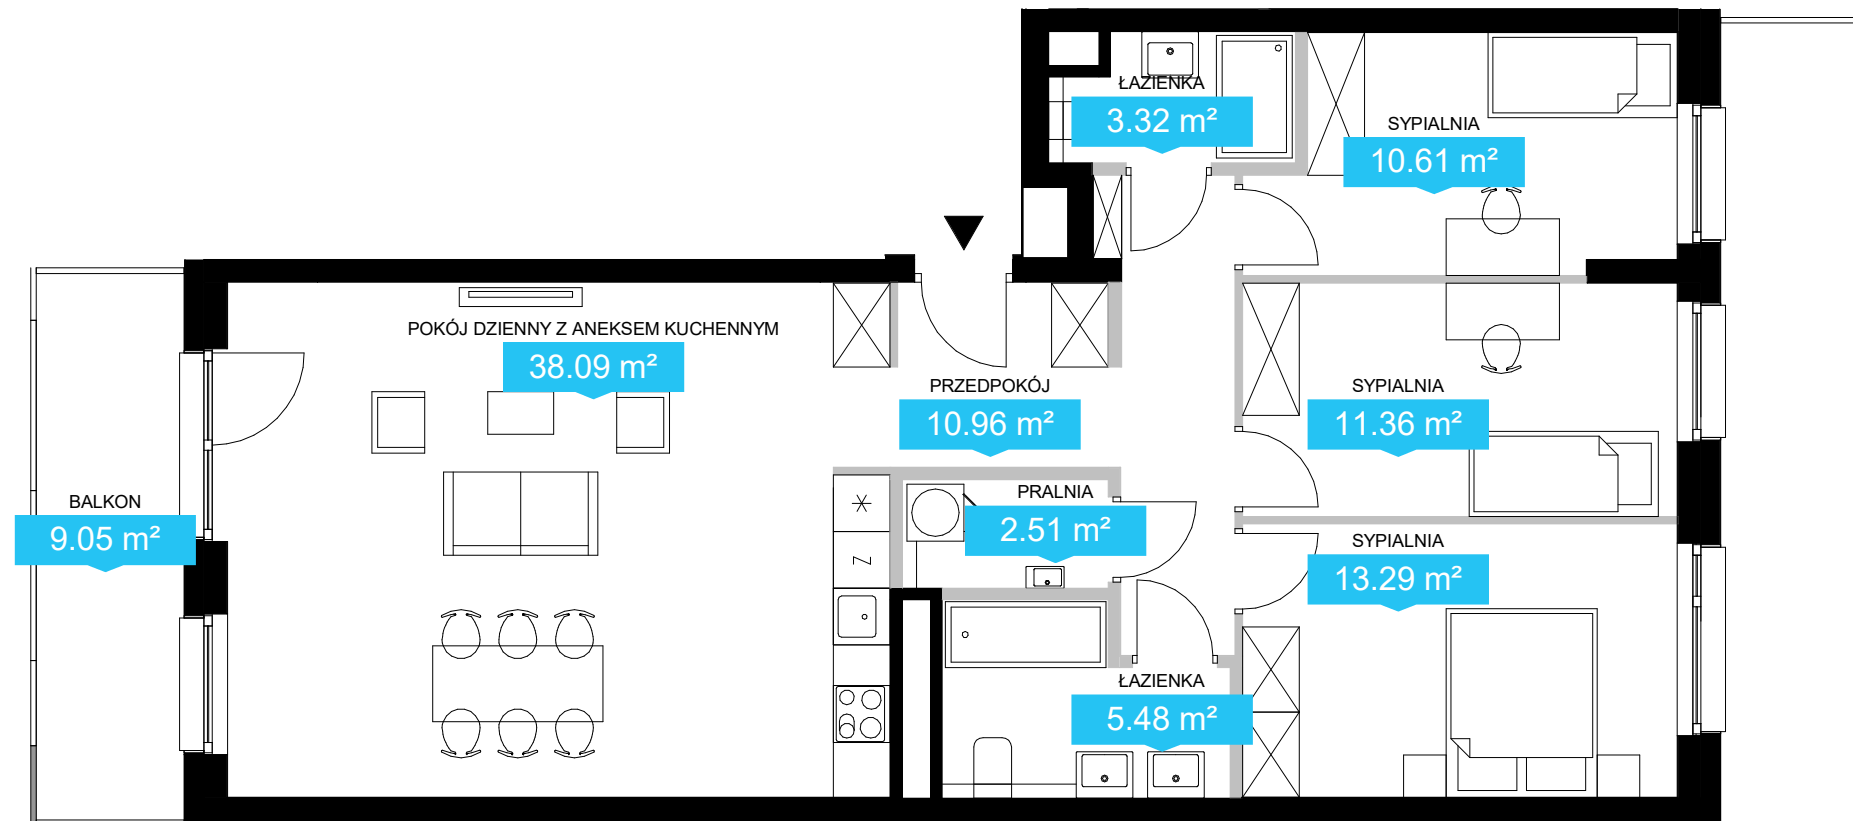 ŁAZIENKA
3.32 m²
SYPIALNIA
10.61 m²
POKÓJ DZIENNY Z ANEKSEM KUCHENNYM
38.09 m²
PRZEDPOKÓJ
10.96 m²
SYPIALNIA
11.36 m²
BALKON
9.05 m²
PRALNIA
2.51 m²
SYPIALNIA
13.29 m²
ŁAZIENKA
5.48 m²
Z